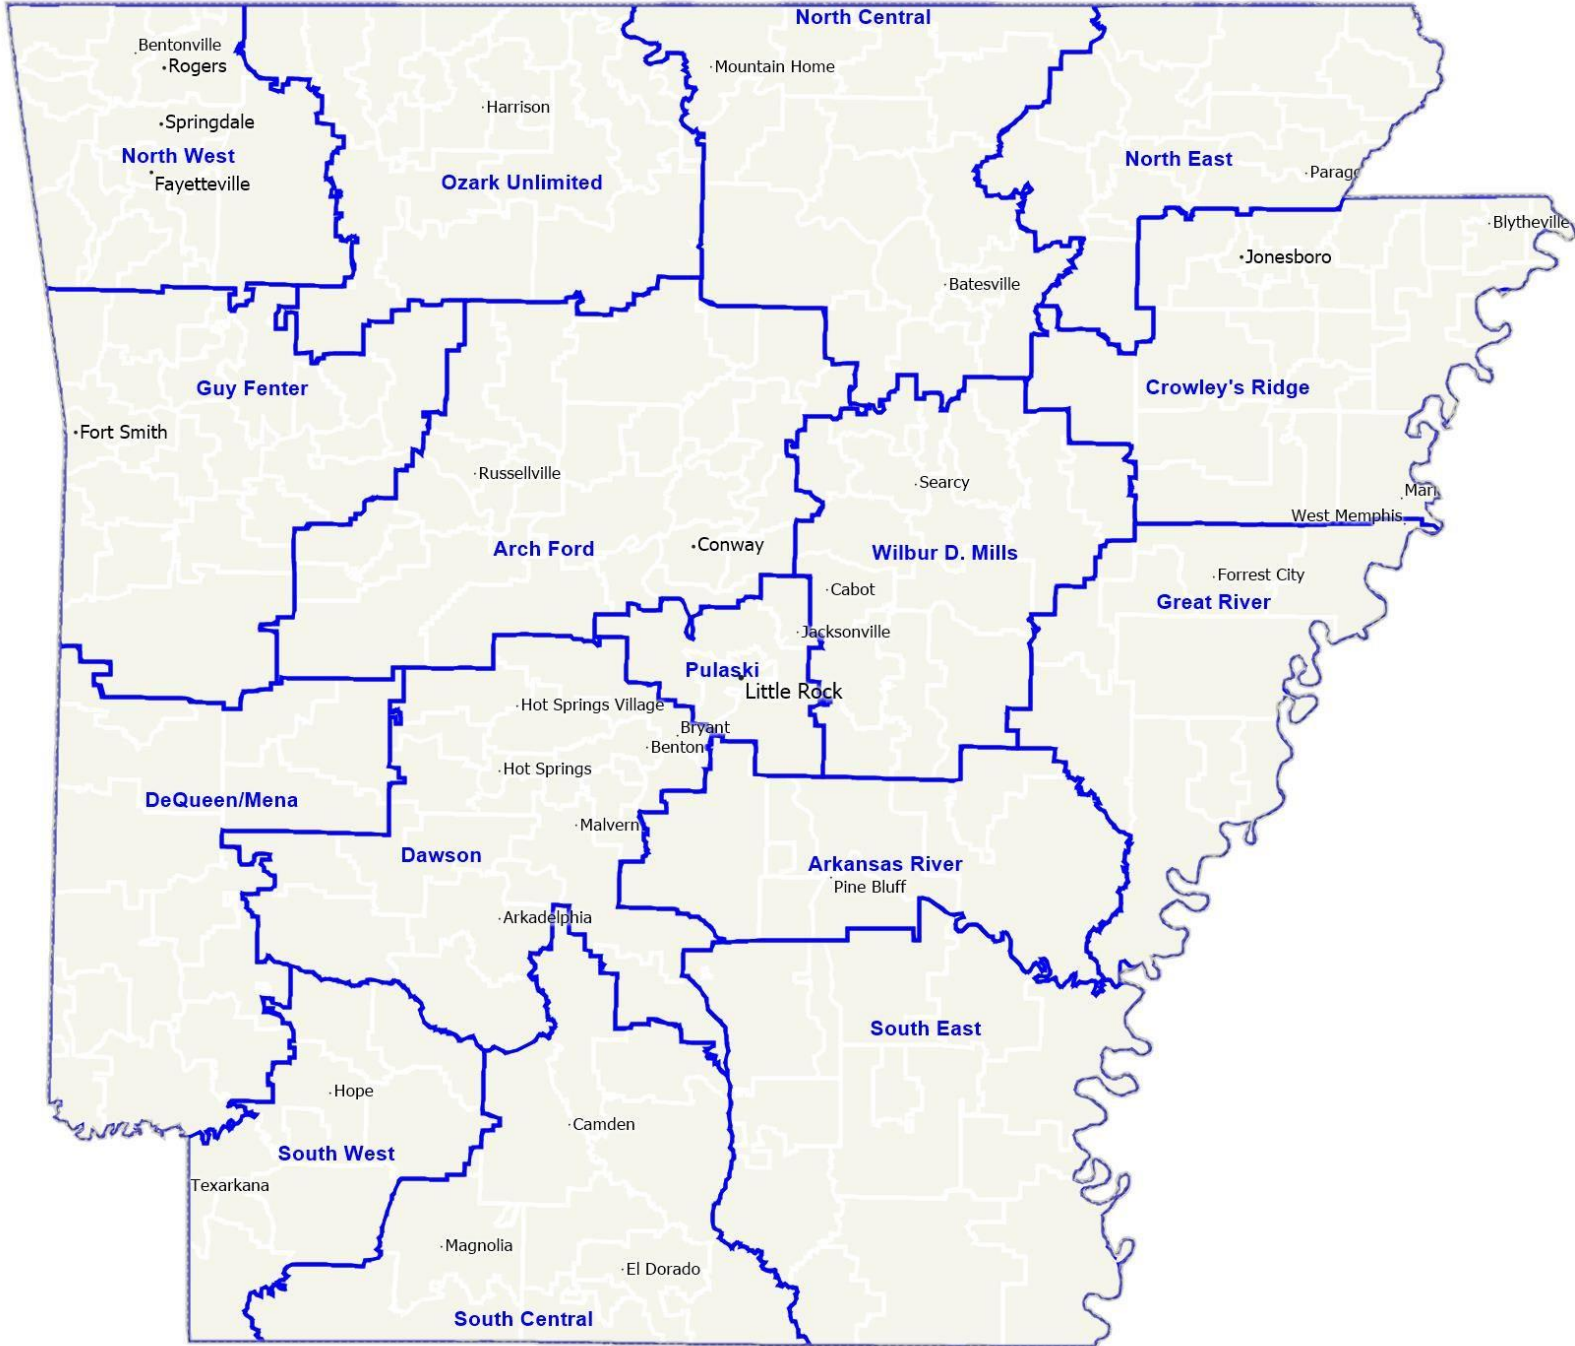 North Central
Bentonville
Rogers
Mountain Home
Harrison
Springdale
North West
North East
Parago
Ozark Unlimited
Fayetteville
Blytheville
Jonesboro
Batesville
Guy Fenter
Crowley's Ridge
Fort Smith
Russellville
Searcy
Mari
West Memphis
Arch Ford
Conway
Wilbur D. Mills
Forrest City
Cabot
Great River
Jacksonville
Pulaski
Little Rock
Hot Springs Village
Bryant
Benton
Hot Springs
DeQueen/Mena
Malvern
Dawson
Arkansas River
Pine Bluff
Arkadelphia
South East
Hope
Camden
South West
Texarkana
Magnolia
El Dorado
South Central